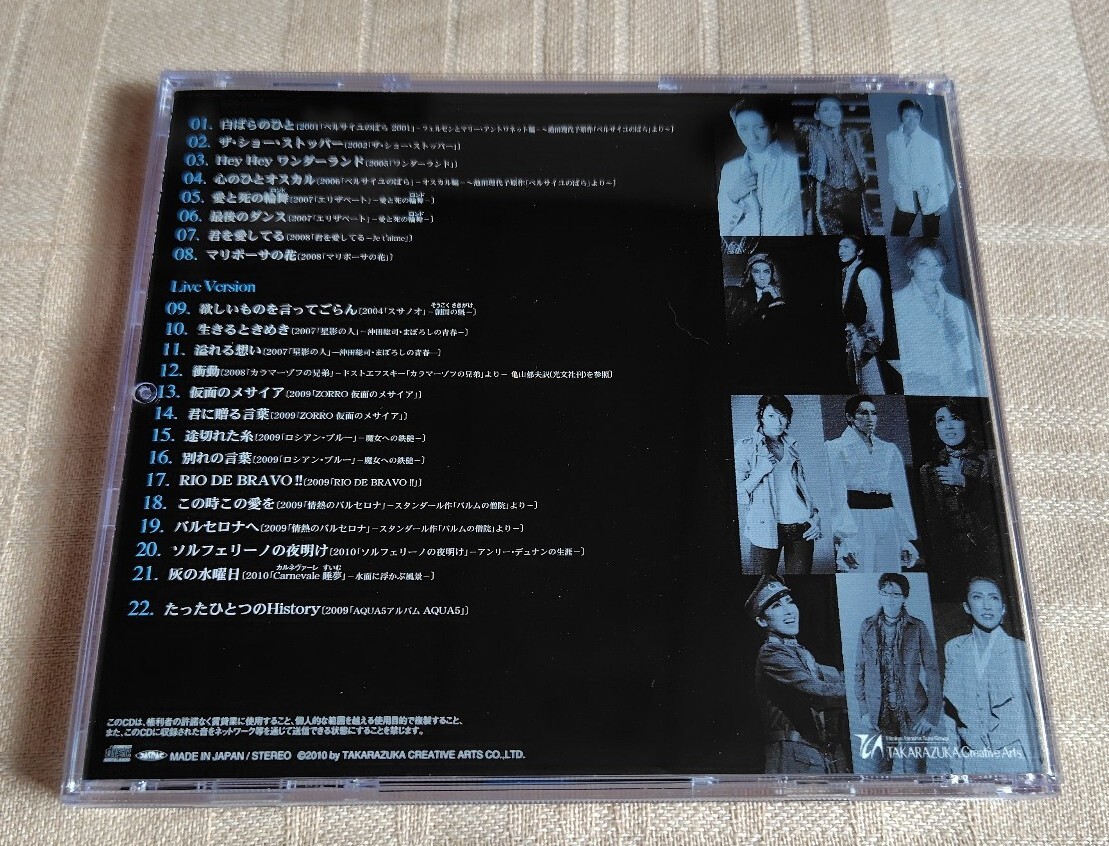 01. 白ばらのひと〔2001「ベルサイユのばら 2001」－フェルゼンとマリー・アントワネット編－～池田理代子原作「ベルサイユのばら」より～〕
02. ザ・ショー・ストッパー〔2002「ザ・ショー・ストッパー」〕
03. Hey Hey ワンダーランド〔2005「ワンダーランド」〕
04. 心のひとオスカル〔2006「ベルサイユのばら」－オスカル編－～池田理代子原作「ベルサイユのばら」より～〕
05. 愛と死の輪舞〔2007「エリザベート」－愛と死の輪舞－〕
06. 最後のダンス〔2007「エリザベート」－愛と死の輪舞－〕
07. 君を愛してる〔2008「君を愛してる－Je t'aime」〕
08. マリポーサの花〔2008「マリポーサの花」〕
Live Version
09. 欲しいものを言ってごらん〔2004「スサノオ」－創国の魁－〕
10. 生きるときめき〔2007「星影の人」－沖田総司・まぼろしの青春－〕
11. 溢れる想い〔2007「星影の人」－沖田総司・まぼろしの青春－〕
12. 衝動〔2008「カラマーゾフの兄弟」－ドストエフスキー「カラマーゾフの兄弟」より－ 亀山郁夫訳(光文社刊)を参照〕
13. 仮面のメサイア〔2009「ZORRO 仮面のメサイア」〕
14. 君に贈る言葉〔2009「ZORRO 仮面のメサイア」〕
15. 途切れた糸〔2009「ロシアン・ブルー」－魔女への鉄槌－〕
16. 別れの言葉〔2009「ロシアン・ブルー」－魔女への鉄槌－〕
17. RIO DE BRAVO!!〔2009「RIO DE BRAVO!!」〕
18. この時この愛を〔2009「情熱のバルセロナ」－スタンダール作「パルムの僧院」より－〕
19. バルセロナへ〔2009「情熱のバルセロナ」－スタンダール作「パルムの僧院」より－〕
20. ソルフェリーノの夜明け〔2010「ソルフェリーノの夜明け」－アンリー・デュナンの生涯－〕
21. 灰の水曜日〔2010「Carnevale 睡夢」－水面に浮かぶ風景－〕
22. たったひとつのHistory〔2009「AQUA5アルバム AQUA5」〕
このCDは、権利者の許諾なく賃貸業に使用すること、個人的な範囲を越える使用目的で複製すること、
また、このCDに収録された音をネットワーク等を通じて送信できる状態にすることを禁じます。
MADE IN JAPAN / STEREO ©2010 by TAKARAZUKA CREATIVE ARTS CO.,LTD.
TAKARAZUKA Creative Arts